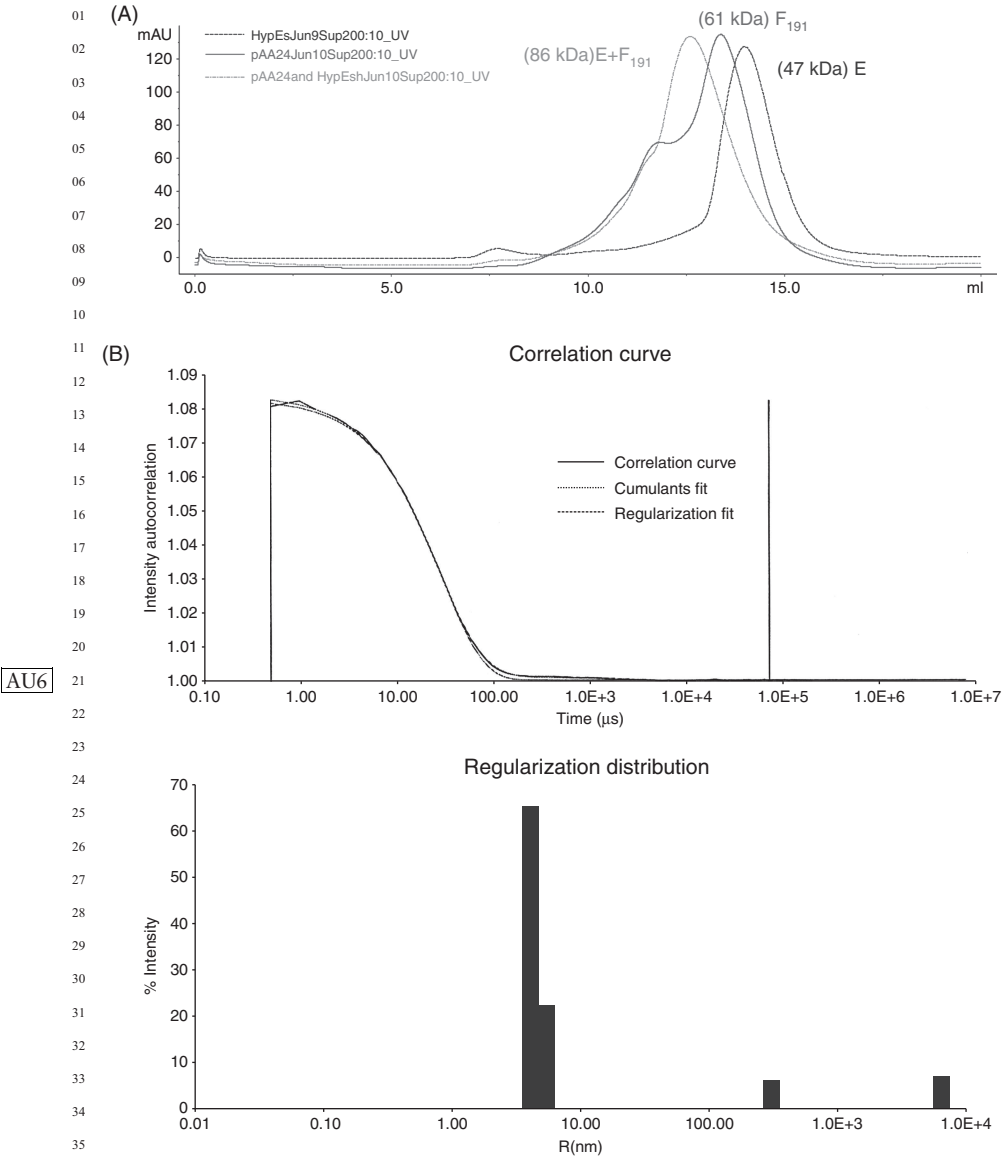 01
02
03
04
05
06
07
08
09
10
11
12
13
14
15
16
17
18
19
20
21
22
23
24
25
26
27
28
29
30
31
32
33
34
35
AU6
(A)
mAU
120
100
80
60
40
20
0
HypEsJun9Sup200:10_UV
pAA24Jun10Sup200:10_UV
pAA24and HypEshJun10Sup200:10_UV
(86 kDa)E+F191
(61 kDa) F191
(47 kDa) E
0.0 5.0 10.0 15.0 ml
(B)
Correlation curve
Intensity autocorrelation
1.09
1.08
1.07
1.06
1.05
1.03
1.02
1.01
1.00
Correlation curve
Cumulants fit
Regularization fit
0.10 1.00 10.00 100.00 1.0E+3 1.0E+4 1.0E+5 1.0E+6 1.0E+7
Time (μs)
Regularization distribution
% Intensity
70
60
50
40
30
20
10
0
0.01 0.10 1.00 10.00 100.00 1.0E+3 1.0E+4
R(nm)